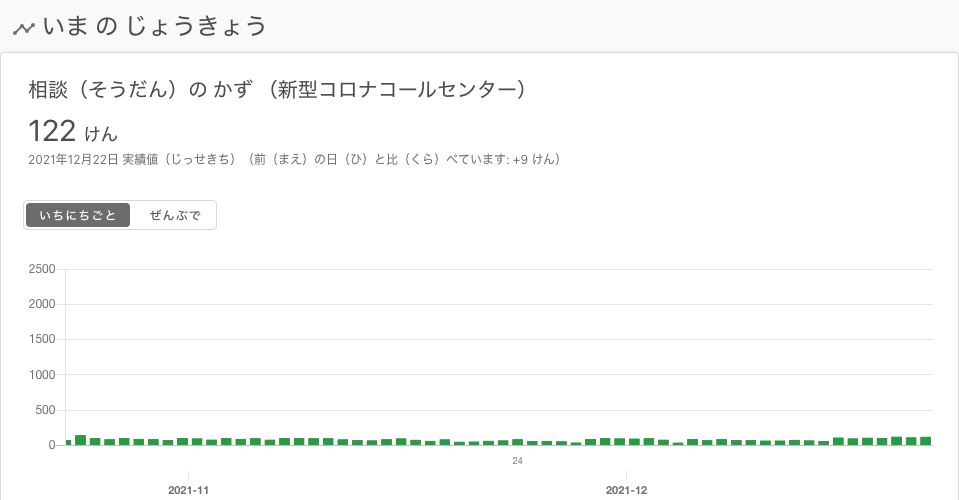 いま の じょうきょう
相談（そうだん）の かず （新型コロナコールセンター）
122 けん
2021年12月22日 実績値（じっせきち）（前（まえ）の日（ひ）と比（くら）べています: +9 けん）
いちにちごと ぜんぶで
2500
2000
1500
1000
500
0
24
2021-11 2021-12